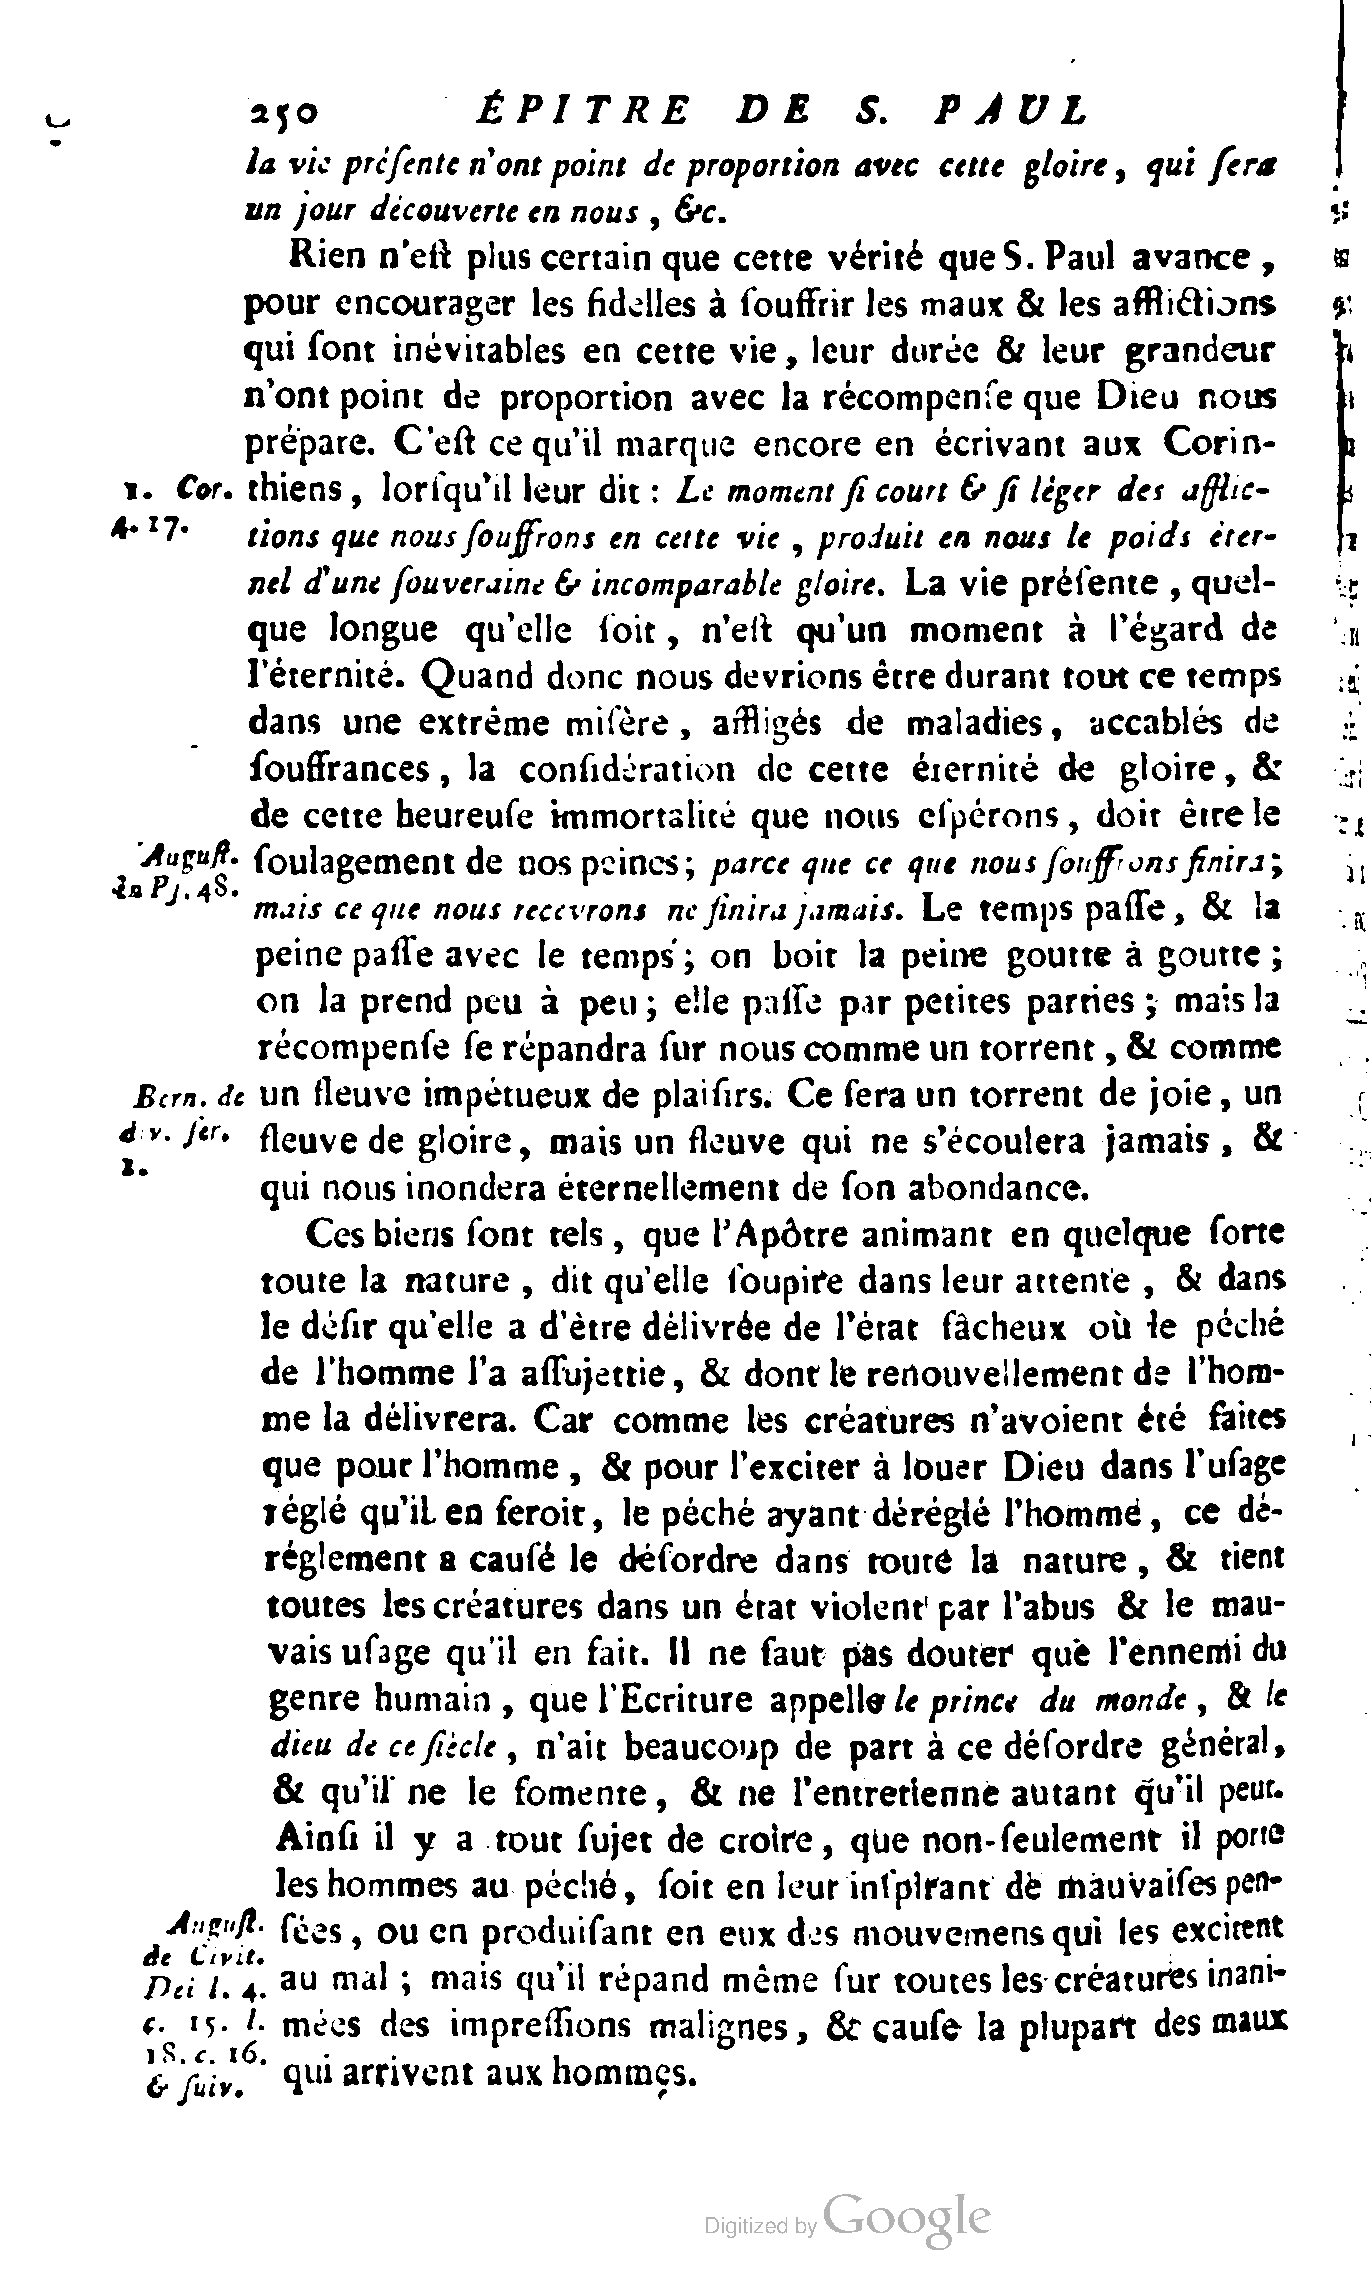 250 ÉPITRE DE S. PAUL
la vie préſente n'ont point de proportion avec cette gloire, qui ſera
un jour découverte en nous, &c.
Rien n'eſt plus certain que cette vérité que S. Paul avance,
pour encourager les fidelles à ſouffrir les maux & les afflictions
qui ſont inévitables en cette vie, leur durée & leur grandeur
n'ont point de proportion avec la récompenſe que Dieu nous
prépare. C'eſt ce qu'il marque encore en écrivant aux Corin-
1. Cor. thiens, lorſqu'il leur dit : Le moment ſi court & ſi léger des afflic-
4. 17. tions que nous ſouffrons en cette vie, produit en nous le poids éter-
nel d'une ſouveraine & incomparable gloire. La vie préſente, quel-
que longue qu'elle ſoit, n'eſt qu'un moment à l'égard de
l'éternité. Quand donc nous devrions être durant tout ce temps
dans une extrême miſère, affligés de maladies, accablés de
ſouffrances, la conſidération de cette éternité de gloire, &
de cette heureuſe immortalité que nous eſpérons, doit être le
Auguſt. ſoulagement de nos peines; parce que ce que nous ſouffrons finira;
in Pſ. 48. mais ce que nous recevrons ne finira jamais. Le temps paſſe, & la
peine paſſe avec le temps; on boit la peine goutte à goutte;
on la prend peu à peu; elle paſſe par petites parties; mais la
récompenſe ſe répandra ſur nous comme un torrent, & comme
Bern. de un fleuve impétueux de plaiſirs. Ce ſera un torrent de joie, un
div. ſer. fleuve de gloire, mais un fleuve qui ne s'écoulera jamais, &
1. qui nous inondera éternellement de ſon abondance.
Ces biens ſont tels, que l'Apôtre animant en quelque ſorte
toute la nature, dit qu'elle ſoupire dans leur attente, & dans
le déſir qu'elle a d'être délivrée de l'état fâcheux où le péché
de l'homme l'a aſſujettie, & dont le renouvellement de l'hom-
me la délivrera. Car comme les créatures n'avoient été faites
que pour l'homme, & pour l'exciter à louer Dieu dans l'uſage
réglé qu'il en feroit, le péché ayant déréglé l'homme, ce dé-
réglement a cauſé le déſordre dans toute la nature, & tient
toutes les créatures dans un état violent par l'abus & le mau-
vais uſage qu'il en fait. Il ne faut pas douter que l'ennemi du
genre humain, que l'Ecriture appelle le prince du monde, & le
dieu de ce ſiècle, n'ait beaucoup de part à ce déſordre général,
& qu'il ne le fomente, & ne l'entretienne autant qu'il peut.
Ainſi il y a tout ſujet de croire, que non-ſeulement il porte
les hommes au péché, ſoit en leur inſpirant de mauvaiſes pen-
Auguſt. ſées, ou en produiſant en eux des mouvemens qui les excitent
de Civit.
Dei l. 4. au mal; mais qu'il répand même ſur toutes les créatures inani-
c. 15. l. mées des impreſſions malignes, & cauſe la plupart des maux
18. c. 16.
& ſuiv. qui arrivent aux hommes.
Digitized by Google